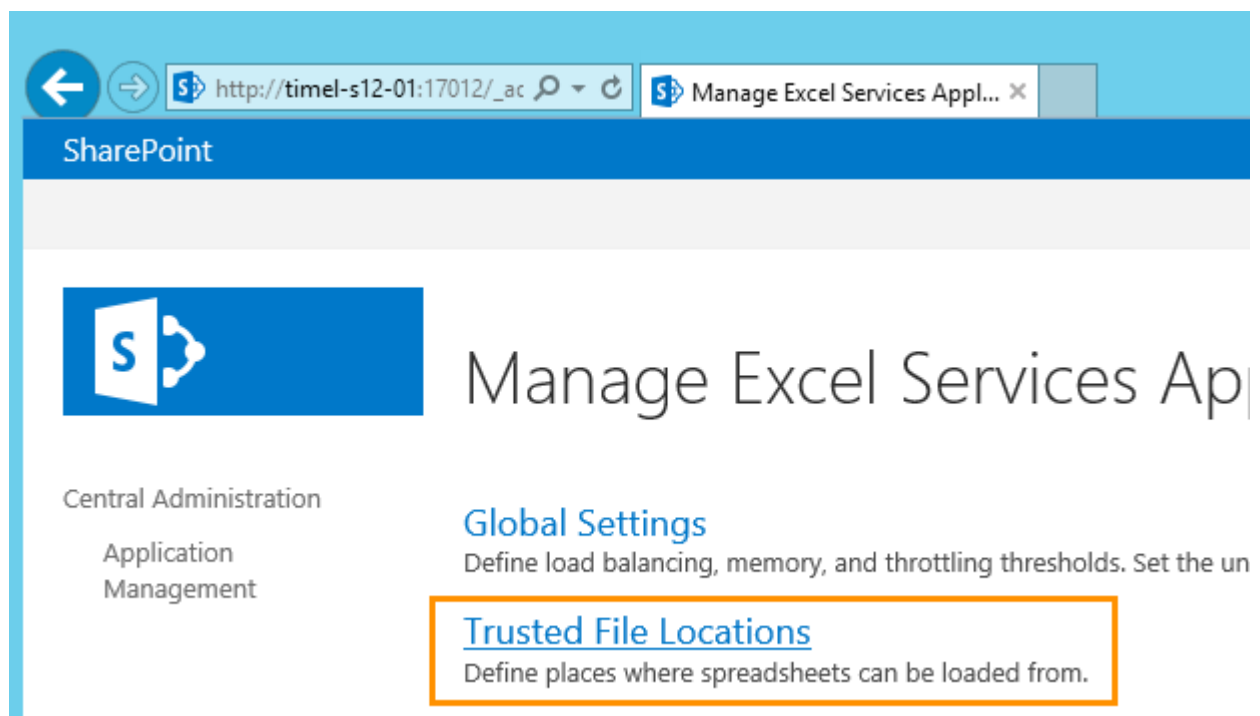 http://timel-s12-01:17012/_ac
Manage Excel Services Appl...
SharePoint
S
Manage Excel Services Ap
Central Administration
Application
Management
Global Settings
Define load balancing, memory, and throttling thresholds. Set the un
Trusted File Locations
Define places where spreadsheets can be loaded from.